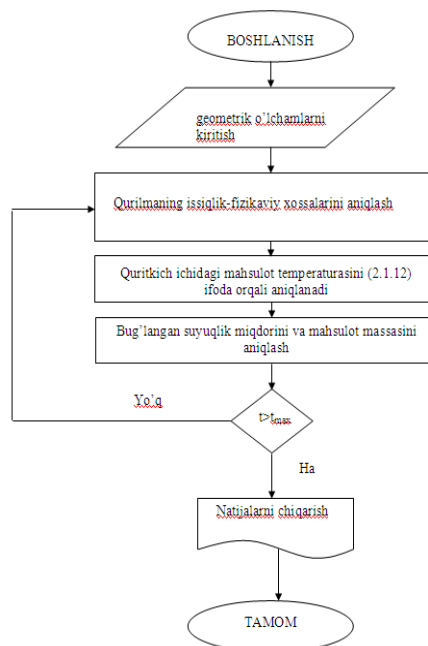 BOSHLANISH
geometrik o’lchamlarni
kiritish
Qurilmaning issiqlik-fizikaviy xossalarini aniqlash
Quritkich ichidagi mahsulot temperaturasini (2.1.12)
ifoda orqali aniqlanadi
Bug’langan suyuqlik miqdorini va mahsulot massasini
aniqlash
Yo’q
t>tmax
Ha
Natijalarni chiqarish
TAMOM